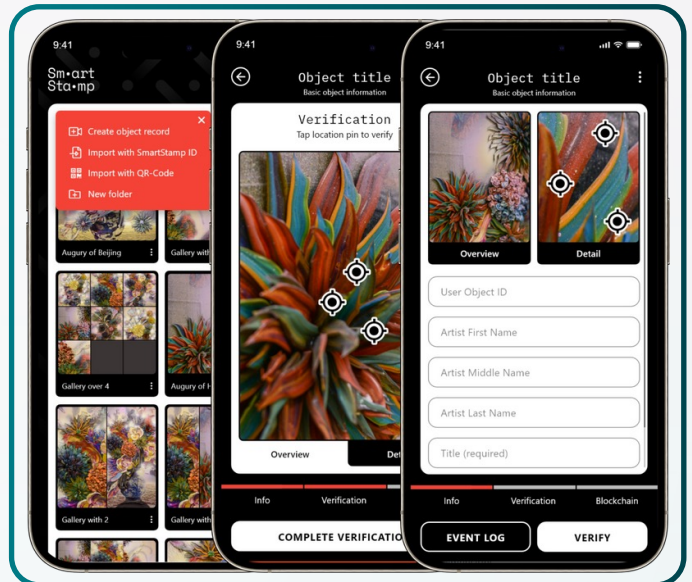 9:41
Sm•art
Sta•mp
Create object record
Import with SmartStamp ID
Import with QR-Code
New folder
Augury of Beijing
Gallery with
Gallery over 4
Augury of H
Gallery with 2
Gallery with
9:41
Object title
Basic object information
Verification
Tap location pin to verify
Overview
Det
Info
Verification
COMPLETE VERIFICATIO
9:41
Object title
Basic object information
Overview
Detail
User Object ID
Artist First Name
Artist Middle Name
Artist Last Name
Title (required)
Info
Verification
Blockchain
EVENT LOG
VERIFY